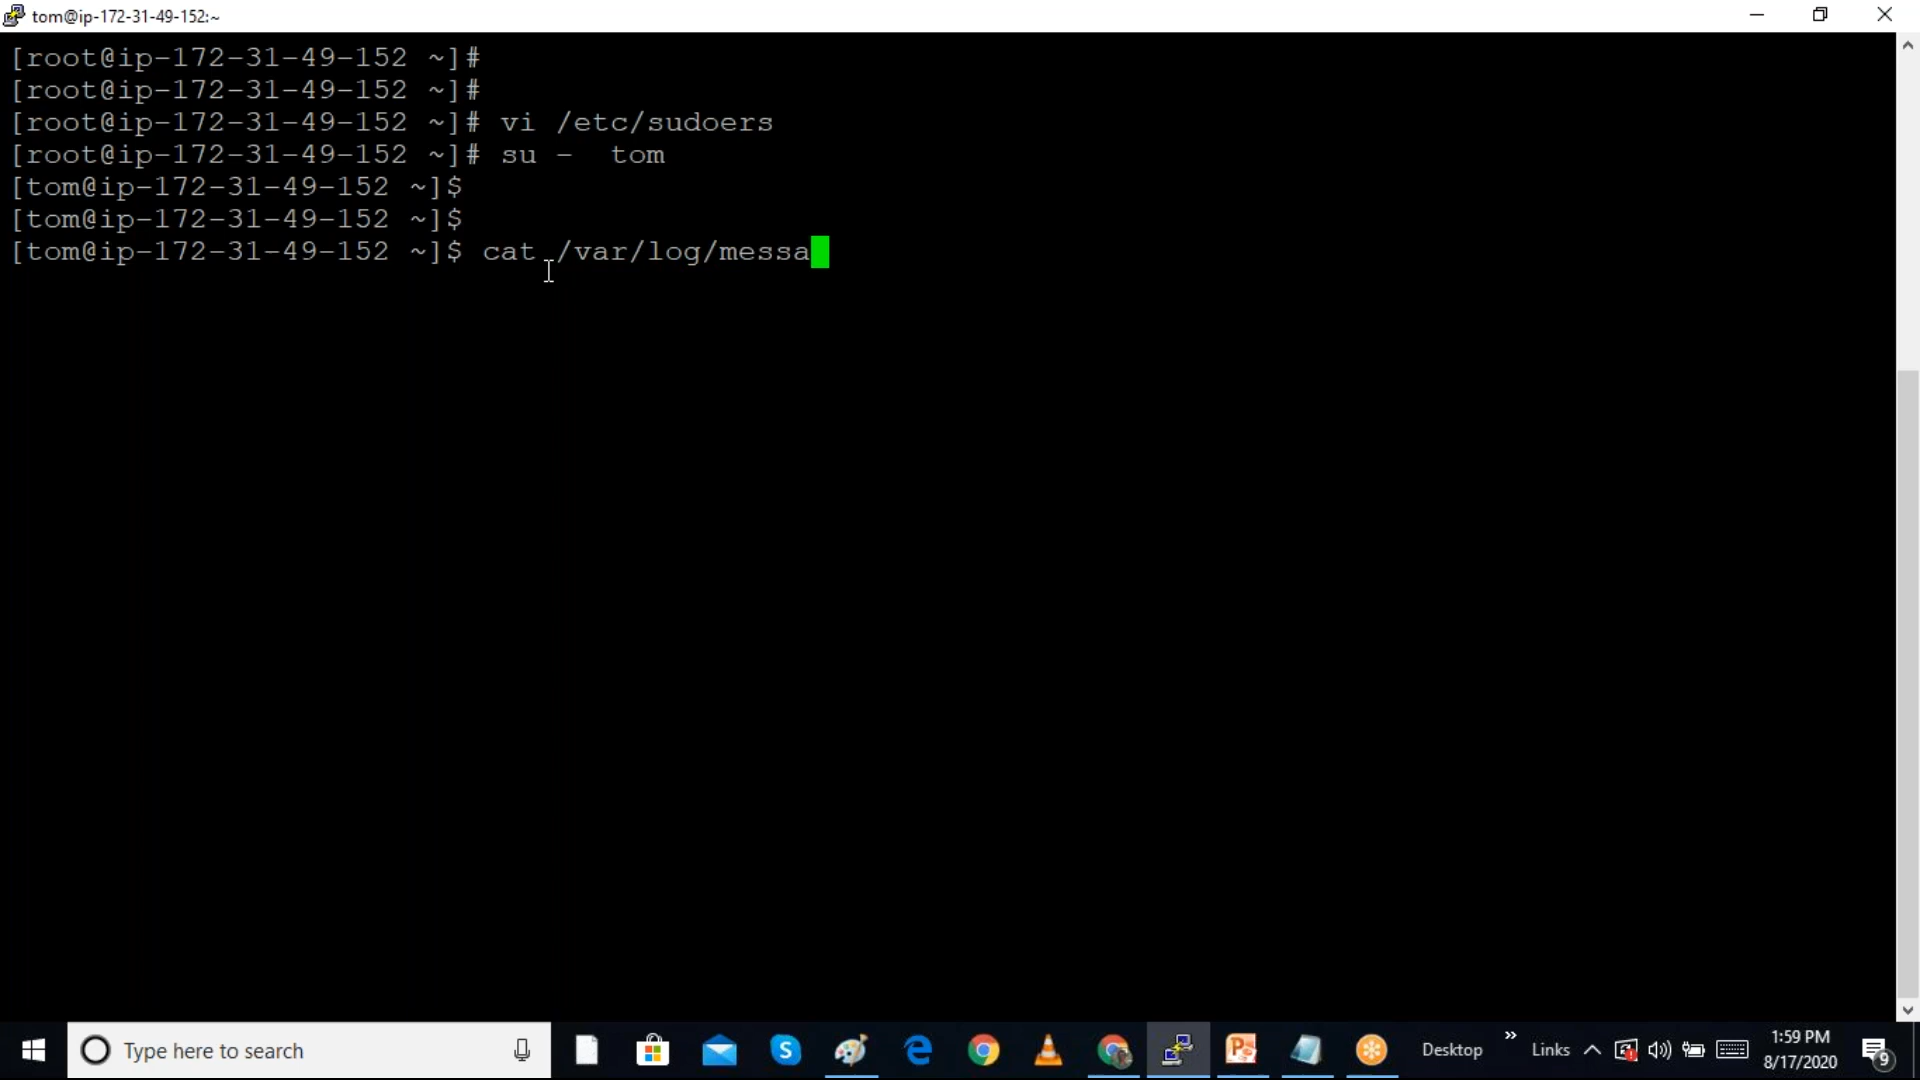 tom@ip-172-31-49-152:~
[root@ip-172-31-49-152 ~]#
[root@ip-172-31-49-152 ~]#
[root@ip-172-31-49-152 ~]# vi /etc/sudoers
[root@ip-172-31-49-152 ~]# su -  tom
[tom@ip-172-31-49-152 ~]$
[tom@ip-172-31-49-152 ~]$
[tom@ip-172-31-49-152 ~]$ cat /var/log/messa
Type here to search
Desktop
Links
1:59 PM
8/17/2020
9